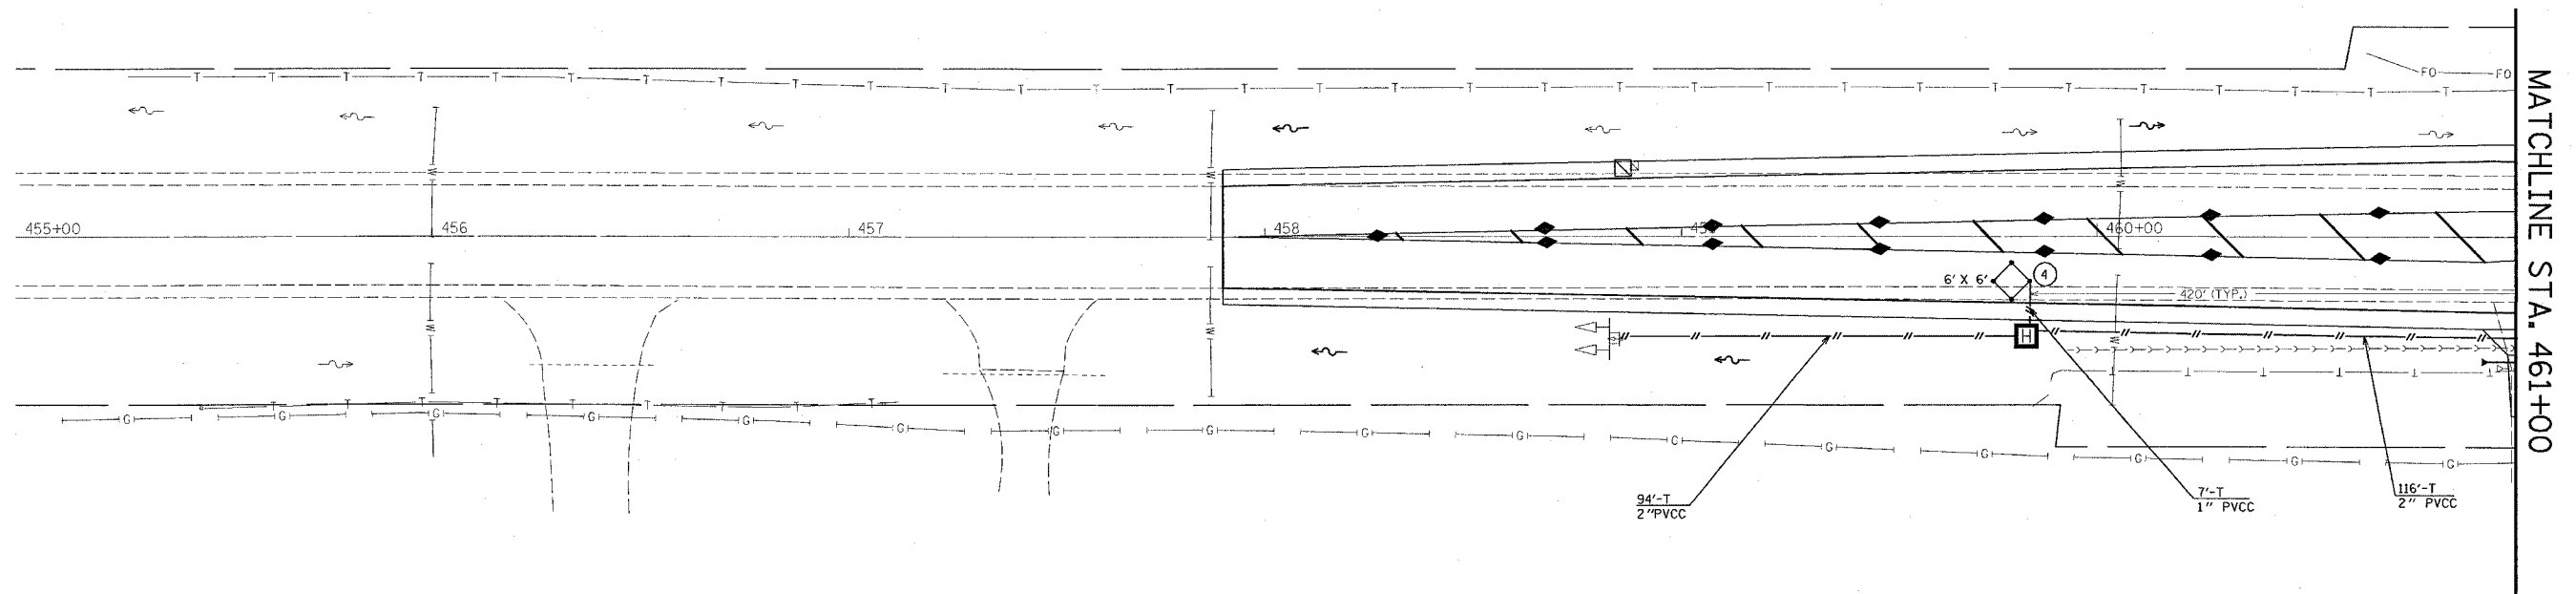 FO FO
T T T T T T T T T T T T T T T T T T T T T T T T T T T T T T T
MATCHLINE STA. 461+00
W W W
455+00 456 457 458 460+00
6' X 6' 4
420' (TYP.)
W W W
H
T T T T T T
T T T T T T T T
G G G G G G G G G G G G G G G G
94'-T
2"PVCC
7'-T
1" PVCC
116'-T
2" PVCC